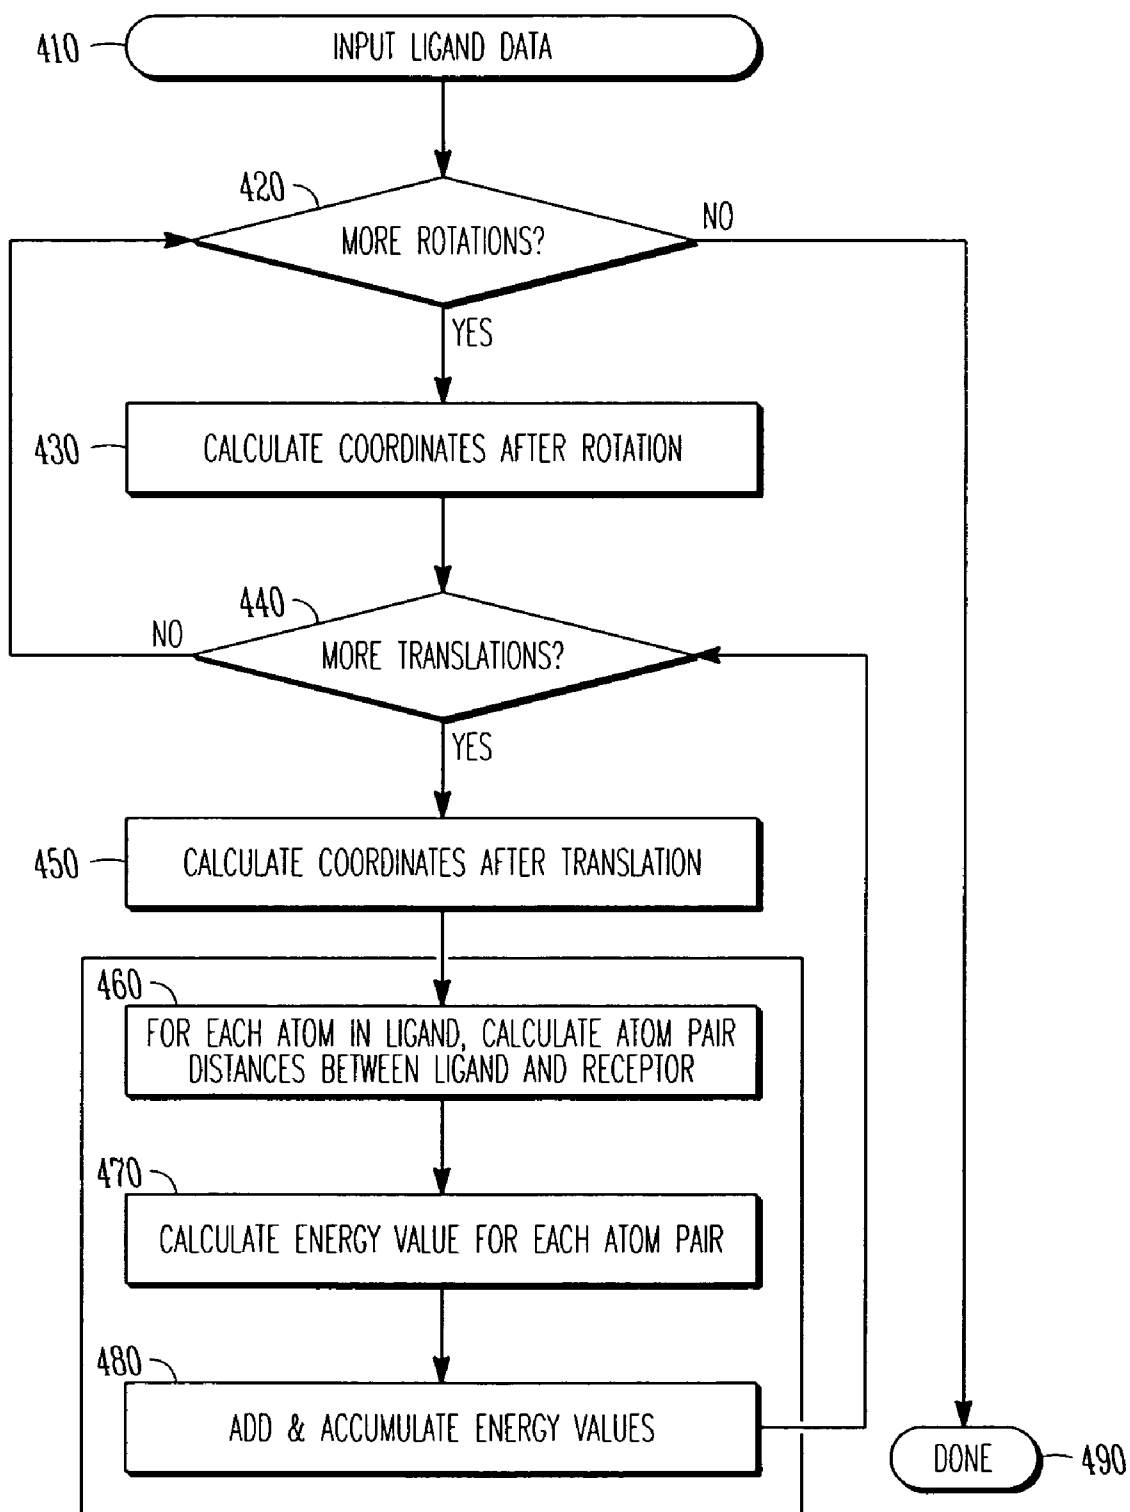 410
INPUT LIGAND DATA
420
MORE ROTATIONS?
NO
YES
430
CALCULATE COORDINATES AFTER ROTATION
440
NO
MORE TRANSLATIONS?
YES
450
CALCULATE COORDINATES AFTER TRANSLATION
460
FOR EACH ATOM IN LIGAND, CALCULATE ATOM PAIR
DISTANCES BETWEEN LIGAND AND RECEPTOR
470
CALCULATE ENERGY VALUE FOR EACH ATOM PAIR
480
ADD & ACCUMULATE ENERGY VALUES
DONE
490